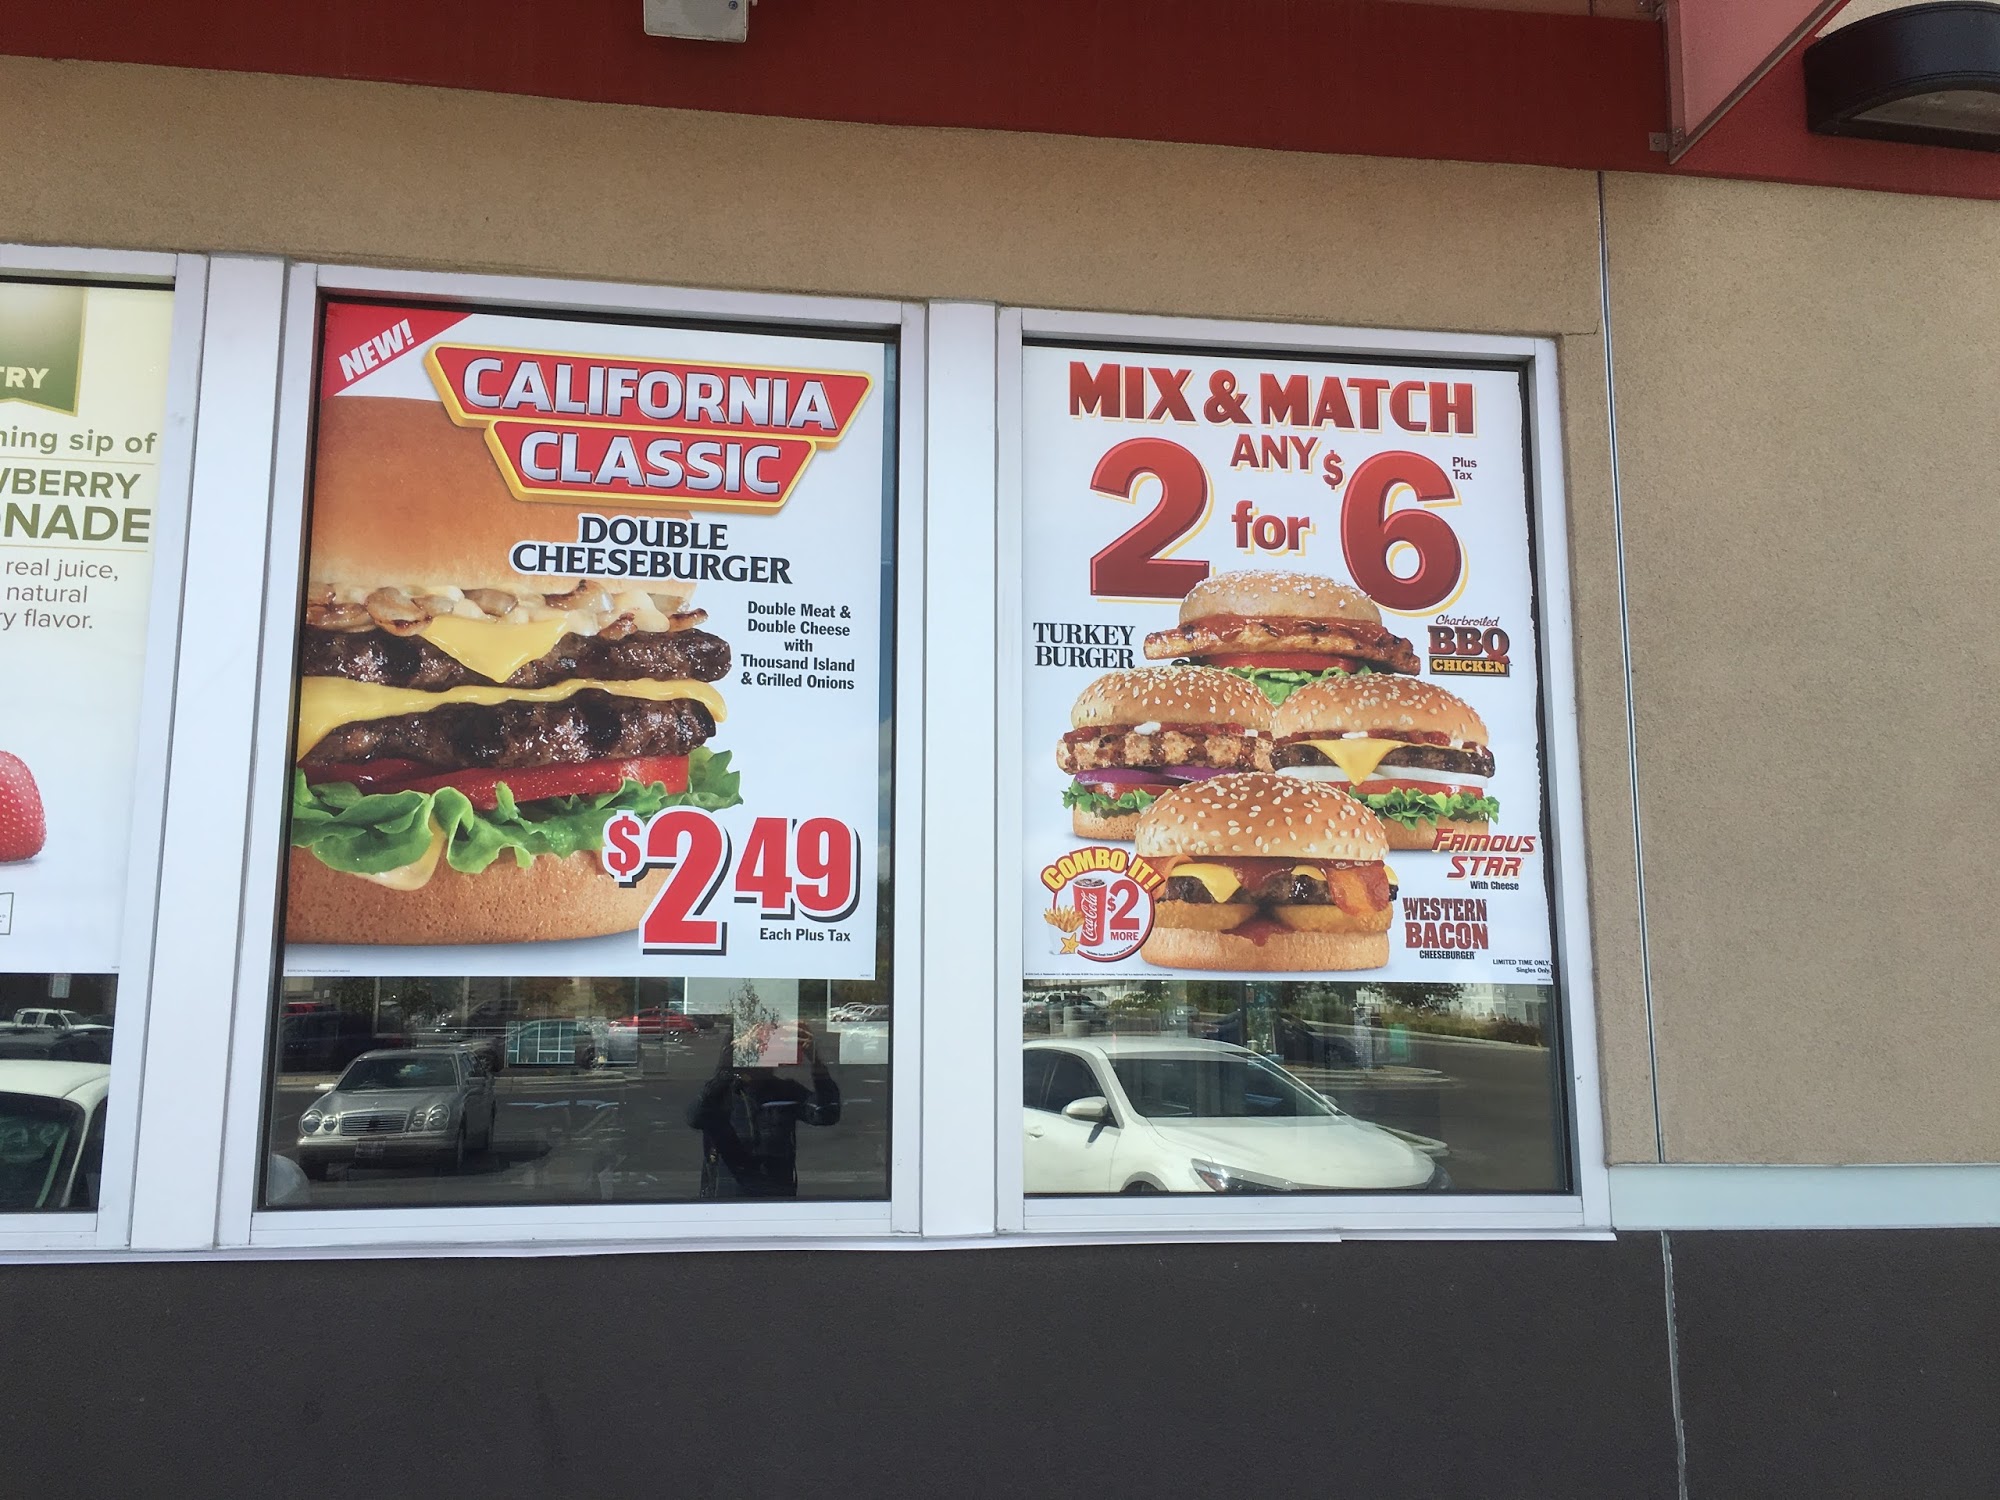 TRY
ning sip of
WBERRY
NADE
real juice,
natural
ry flavor.
NEW!
CALIFORNIA
CLASSIC
DOUBLE
CHEESEBURGER
Double Meat &
Double Cheese
with
Thousand Island
& Grilled Onions
$2 49
Each Plus Tax
MIX & MATCH
ANY
2 for $6
Plus
Tax
TURKEY
BURGER
Charbroiled
BBQ
CHICKEN
FAMOUS
STAR
With Cheese
COMBO IT!
Coca-Cola
$2
MORE
WESTERN
BACON
CHEESEBURGER
LIMITED TIME ONLY.
Singles Only.